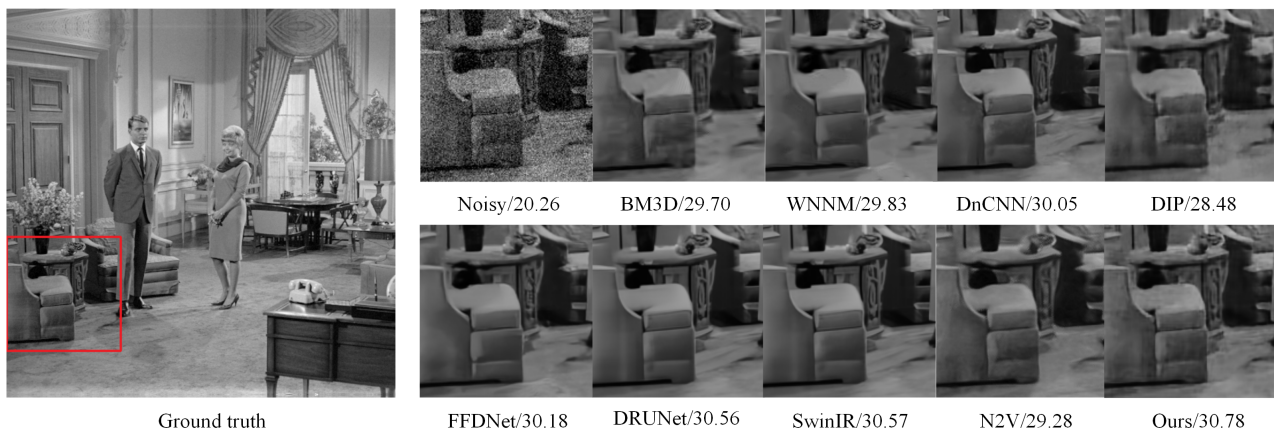 Noisy/20.26 BM3D/29.70 WNNM/29.83 DnCNN/30.05 DIP/28.48
Ground truth FFDNet/30.18 DRUNet/30.56 SwinIR/30.57 N2V/29.28 Ours/30.78